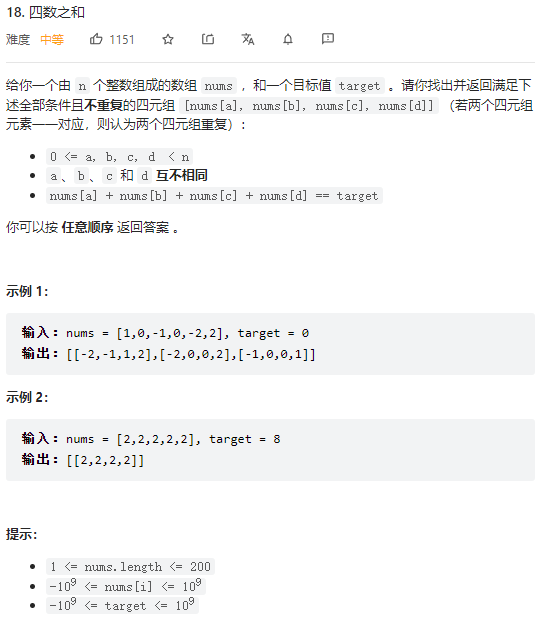 18. 四数之和
难度 中等 1151
给你一个由 n 个整数组成的数组 nums ，和一个目标值 target 。请你找出并返回满足下
述全部条件且不重复的四元组 [nums[a], nums[b], nums[c], nums[d]] （若两个四元组
元素一一对应，则认为两个四元组重复）：
0 <= a, b, c, d < n
a、b、c 和 d 互不相同
nums[a] + nums[b] + nums[c] + nums[d] == target
你可以按 任意顺序 返回答案 。
示例 1：
输入：nums = [1,0,-1,0,-2,2], target = 0
输出：[[-2,-1,1,2],[-2,0,0,2],[-1,0,0,1]]
示例 2：
输入：nums = [2,2,2,2,2], target = 8
输出：[[2,2,2,2]]
提示：
1 <= nums.length <= 200
-10⁹ <= nums[i] <= 10⁹
-10⁹ <= target <= 10⁹